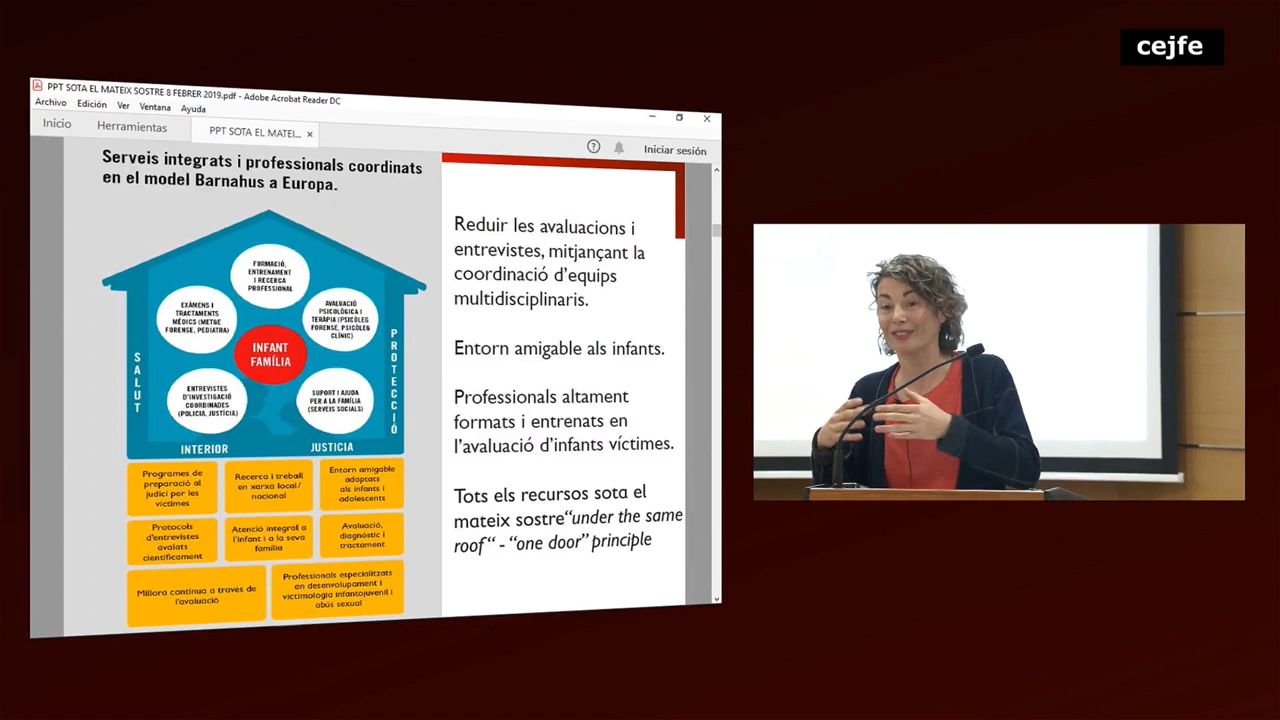 cejfe
PPT SOTA EL MATEIX SOSTRE 8 FEBRER 2019.pdf - Adobe Acrobat Reader DC
Archivo Edición Ver Ventana Ayuda
Inicio Herramientas PPT SOTA EL MATEI... × Iniciar sesión
Serveis integrats i professionals coordinats
en el model Barnahus a Europa.
FORMACIÓ,
ENTRENAMENT
I RECERCA
PROFESSIONAL
EXÀMENS I
TRACTAMENTS
MÈDICS (METGE
FORENSE, PEDIATRA)
AVALUACIÓ
PSICOLÒGICA I
TERÀPIA (PSICÒLEG
FORENSE, PSICÒLEG
CLÍNIC)
INFANT
FAMÍLIA
ENTREVISTES
D'INVESTIGACIÓ
COORDINADES
(POLICIA, JUSTÍCIA)
SUPORT I AJUDA
PER A LA FAMÍLIA
(SERVEIS SOCIALS)
SALUT
PROTECCIÓ
INTERIOR
JUSTICIA
Programes de
preparació al
judici per les
víctimes
Recerca i treball
en xarxa local/
nacional
Entorn amigable
adaptats
als infants i
adolescents
Protocols
d'entrevistes
avalats
científicament
Atenció integral a
l'infant i a la seva
família
Avaluació,
diagnòstic i
tractament
Millora contínua a través de
l'avaluació
Professionals especialitzats
en desenvolupament i
victimologia infantojuvenil i
abús sexual
Reduir les avaluacions i
entrevistes, mitjançant la
coordinació d'equips
multidisciplinaris.
Entorn amigable als infants.
Professionals altament
formats i entrenats en
l'avaluació d'infants víctimes.
Tots els recursos sota el
mateix sostre“under the same
roof“ - “one door” principle